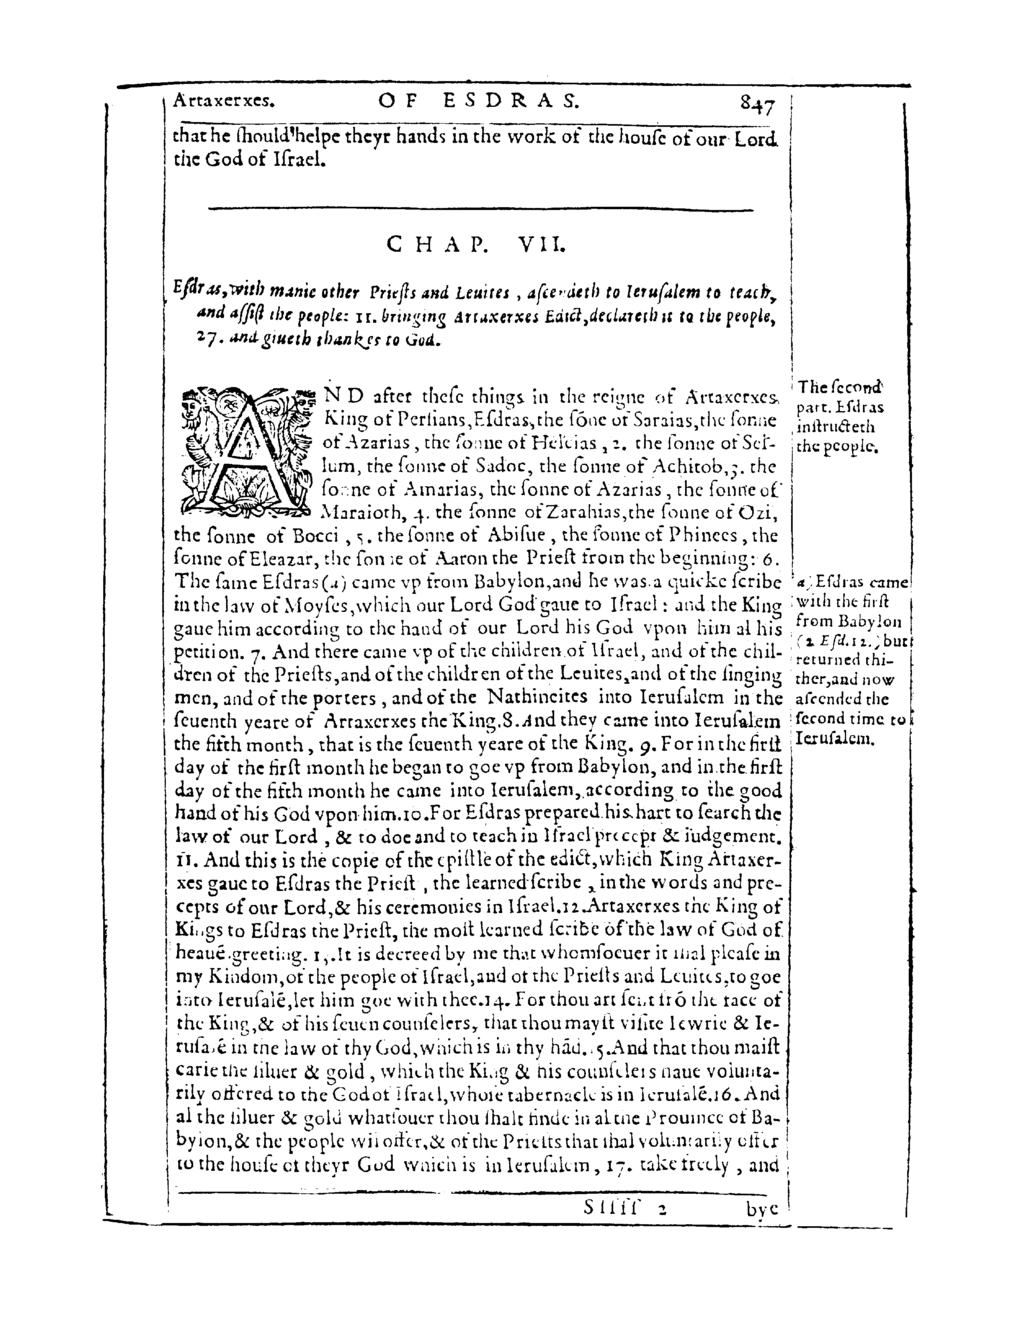 Artaxerxes. OF ESDRAS. 847
that he ſhould helpe theyr hands in the work of the houſe of our Lord
the God of Iſrael.
CHAP. VII.
Eſdras, with manie other Prieſts and Leuites, aſcendeth to Ieruſalem to teach,
and aſſiſt the people: 11. bringing Artaxerxes Edict, declareth it to the people,
27. and giueth thankes to God.
AND after theſe things in the reigne of Artaxerxes
King of Perſians, Eſdras, the ſõne of Saraias, the ſonne
of Azarias, the ſonne of Helcias, 2. the ſonne of Sel-
lum, the ſonne of Sadoc, the ſonne of Achitob, 3. the
ſonne of Amarias, the ſonne of Azarias, the ſonne of
Maraioth, 4. the ſonne of Zarahias, the ſonne of Ozi,
the ſonne of Bocci, 5. the ſonne of Abiſue, the ſonne of Phinees, the
ſonne of Eleazar, the ſonne of Aaron the Prieſt from the beginning: 6.
The ſame Eſdras (a) came vp from Babylon, and he was a quicke ſcribe
in the law of Moyſes, which our Lord God gaue to Iſrael: and the King
gaue him according to the hand of our Lord his God vpon him al his
petition. 7. And there came vp of the children of Iſrael, and of the chil-
dren of the Prieſts, and of the children of the Leuites, and of the ſinging
men, and of the porters, and of the Nathineites into Ieruſalem in the
ſeuenth yeare of Artaxerxes the King. 8. And they came into Ieruſalem
the fifth month, that is the ſeuenth yeare of the King. 9. For in the firſt
day of the firſt month he began to goe vp from Babylon, and in the firſt
day of the fifth month he came into Ieruſalem, according to the good
hand of his God vpon him. 10. For Eſdras prepared his hart to ſearch the
law of our Lord, & to doe and to teach in Iſrael precept & iudgement.
11. And this is the copie of the epiſtle of the edict, which King Artaxer-
xes gaue to Eſdras the Prieſt, the learned ſcribe, in the words and pre-
cepts of our Lord, & his ceremonies in Iſrael. 12. Artaxerxes the King of
Kings to Eſdras the Prieſt, the moſt learned ſcribe of the law of God of
heauẽ greeting. 13. It is decreed by me that whomſoeuer it ſhal pleaſe in
my Kindom, of the people of Iſrael, and of the Prieſts and Leuites, to goe
into Ieruſalẽ, let him goe with thee. 14. For thou art ſent frõ the face of
the King, & of his ſeuen counſelers, that thou mayſt viſite Iewrie & Ie-
ruſalẽ in the law of thy God, which is in thy hãd. 15. And that thou maiſt
carie the ſiluer & gold, which the King & his counſelers haue volunta-
rily offered to the God of Iſrael, whoſe tabernacle is in Ieruſalẽ. 16. And
al the ſiluer & gold whatſouer thou ſhalt finde in al the Prouince of Ba-
bylon, & the people wil offer, & of the Prieſts that ſhal voluntarily offer
to the houſe of theyr God which is in Ieruſalem, 17. take freely, and
Sſſſſ 2 bye
The ſecond
part. Eſdras
inſtructeth
the people.
a) Eſdras came
with the firſt
from Babylon
(2 Eſd. 12.) but
returned thi-
ther, and now
aſcended the
ſecond time to
Ieruſalem.